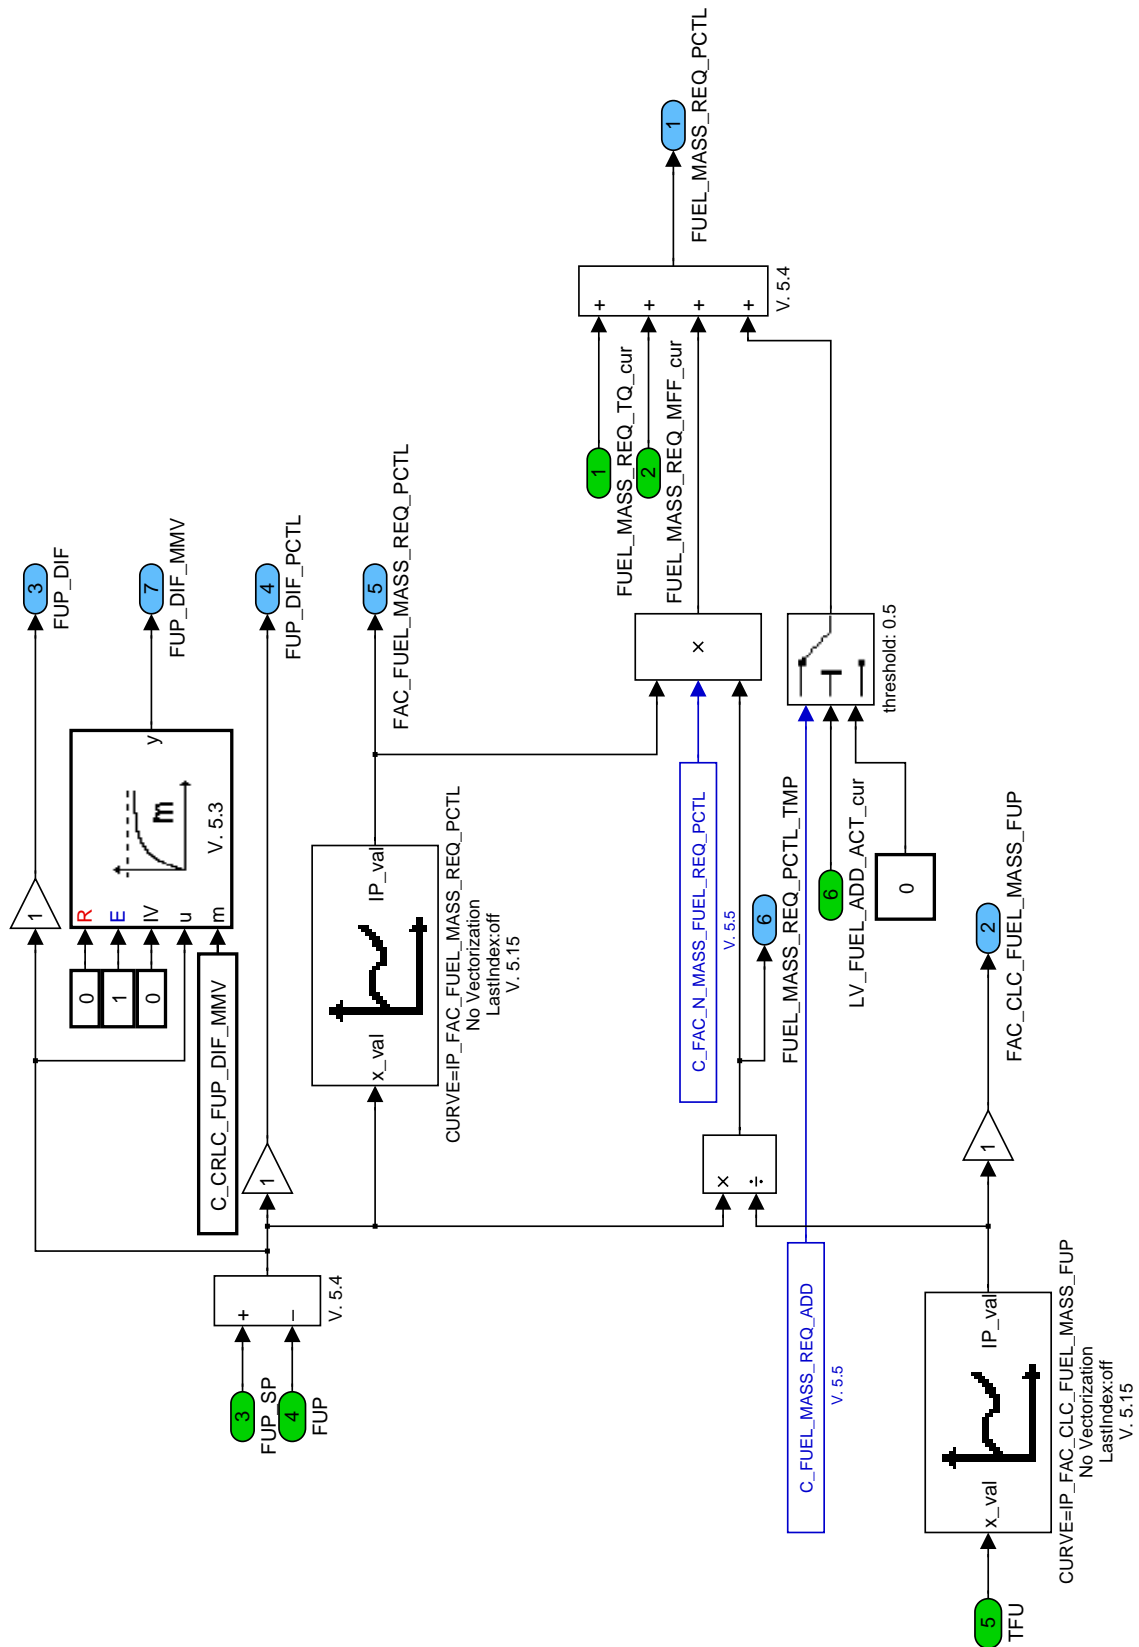 3
FUP_SP
4
FUP
+
−
V. 5.4
1
3
FUP_DIF
0
1
0
C_CRLC_FUP_DIF_MMV
R
E
IV
u
m
y
m
V. 5.3
7
FUP_DIF_MMV
1
4
FUP_DIF_PCTL
x_val
IP_val
CURVE=IP_FAC_FUEL_MASS_REQ_PCTL
No Vectorization
LastIndex:off
V. 5.15
5
FAC_FUEL_MASS_REQ_PCTL
1
FUEL_MASS_REQ_TQ_cur
2
FUEL_MASS_REQ_MFF_cur
+
+
+
+
V. 5.4
1
FUEL_MASS_REQ_PCTL
C_FAC_N_MASS_FUEL_REQ_PCTL
V. 5.5
×
×
÷
6
FUEL_MASS_REQ_PCTL_TMP
C_FUEL_MASS_REQ_ADD
V. 5.5
6
LV_FUEL_ADD_ACT_cur
0
threshold: 0.5
5
TFU
x_val
IP_val
CURVE=IP_FAC_CLC_FUEL_MASS_FUP
No Vectorization
LastIndex:off
V. 5.15
1
2
FAC_CLC_FUEL_MASS_FUP